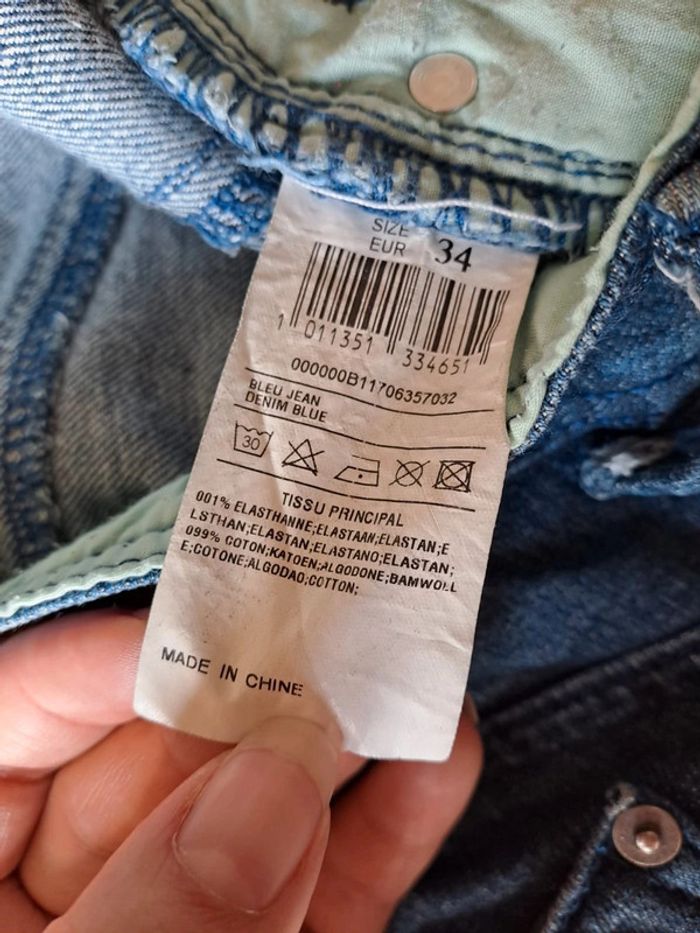 SIZE
EUR 34
1 011351 334651
000000B11706357032
BLEU JEAN
DENIM BLUE
30
TISSU PRINCIPAL
001% ELASTHANNE;ELASTAAN;ELASTAN;E
LSTHAN;ELASTAN;ELASTANO;ELASTAN;
099% COTON;KATOEN;ALGODONE;BAMWOLL
E;COTONE;ALGODAO;COTTON;
MADE IN CHINE